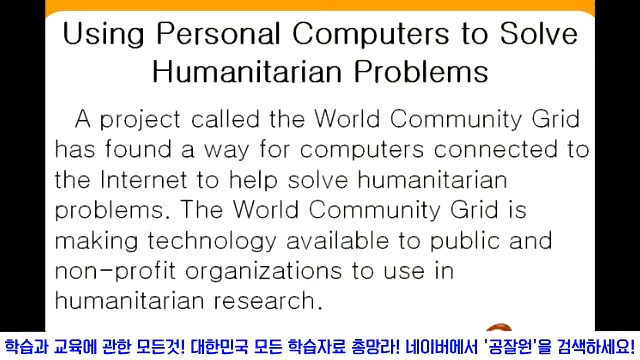 Using Personal Computers to Solve
Humanitarian Problems
A project called the World Community Grid
has found a way for computers connected to
the Internet to help solve humanitarian
problems. The World Community Grid is
making technology available to public and
non-profit organizations to use in
humanitarian research.
학습과 교육에 관한 모든것! 대한민국 모든 학습자료 총망라! 네이버에서 '공잘원'을 검색하세요!